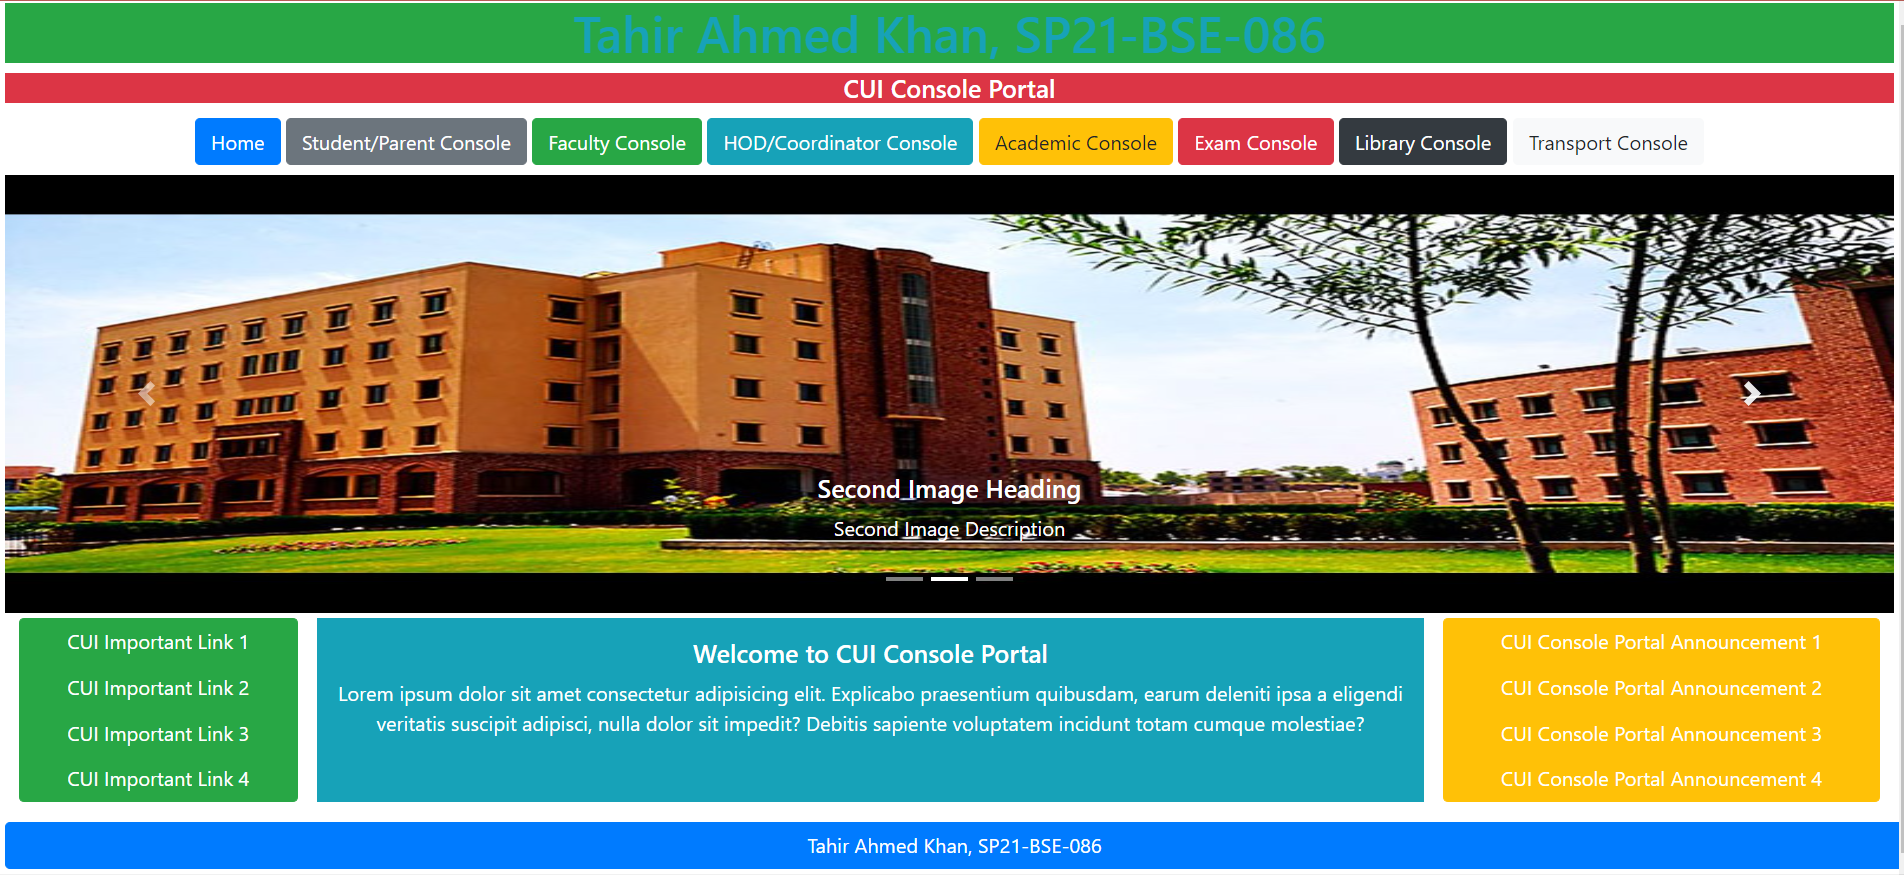 Tahir Ahmed Khan, SP21-BSE-086
CUI Console Portal
Home Student/Parent Console Faculty Console HOD/Coordinator Console Academic Console Exam Console Library Console Transport Console
Second Image Heading
Second Image Description
CUI Important Link 1
CUI Important Link 2
CUI Important Link 3
CUI Important Link 4
Welcome to CUI Console Portal
Lorem ipsum dolor sit amet consectetur adipisicing elit. Explicabo praesentium quibusdam, earum deleniti ipsa a eligendi
veritatis suscipit adipisci, nulla dolor sit impedit? Debitis sapiente voluptatem incidunt totam cumque molestiae?
CUI Console Portal Announcement 1
CUI Console Portal Announcement 2
CUI Console Portal Announcement 3
CUI Console Portal Announcement 4
Tahir Ahmed Khan, SP21-BSE-086